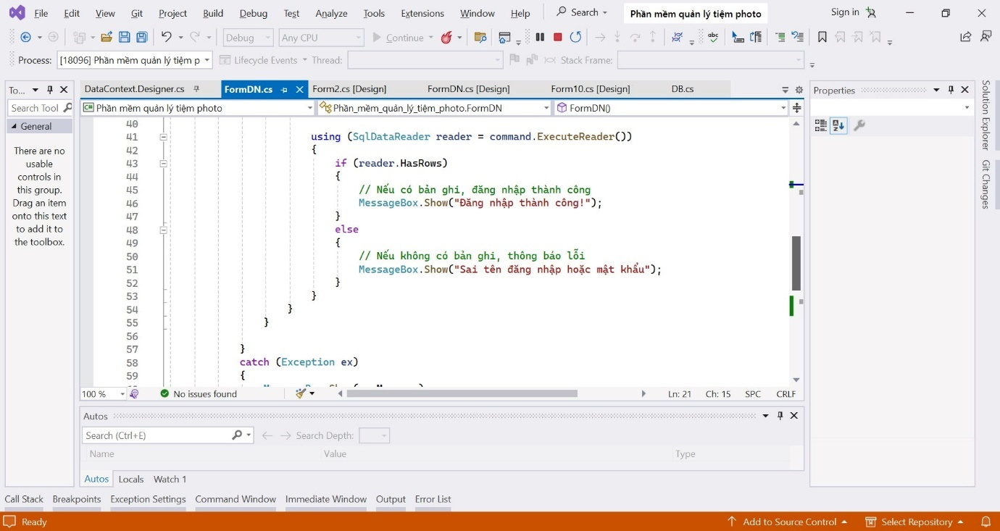 File Edit View Git Project Build Debug Test Analyze Tools Extensions Window Help Search Phần mềm quản lý tiệm photo Sign in
Debug Any CPU Continue
Process: [18096] Phần mềm quản lý tiệm p Lifecycle Events Thread: Stack Frame:
To...
Search Tool
General
There are no
usable
controls in
this group.
Drag an item
onto this text
to add it to
the toolbox.
DataContext.Designer.cs FormDN.cs Form2.cs [Design] FormDN.cs [Design] Form10.cs [Design] DB.cs
Phần mềm quản lý tiệm photo Phần_mềm_quản_lý_tiệm_photo.FormDN FormDN()
40
41 using (SqlDataReader reader = command.ExecuteReader())
42 {
43 if (reader.HasRows)
44 {
45 // Nếu có bản ghi, đăng nhập thành công
46 MessageBox.Show("Đăng nhập thành công!");
47 }
48 else
49 {
50 // Nếu không có bản ghi, thông báo lỗi
51 MessageBox.Show("Sai tên đăng nhập hoặc mật khẩu");
52 }
53 }
54 }
55 }
56
57 }
58 catch (Exception ex)
59 {
100 % No issues found Ln: 21 Ch: 15 SPC CRLF
Autos
Search (Ctrl+E) Search Depth:
Name Value Type
Autos Locals Watch 1
Properties
Solution Explorer
Git Changes
Call Stack Breakpoints Exception Settings Command Window Immediate Window Output Error List
Ready Add to Source Control Select Repository